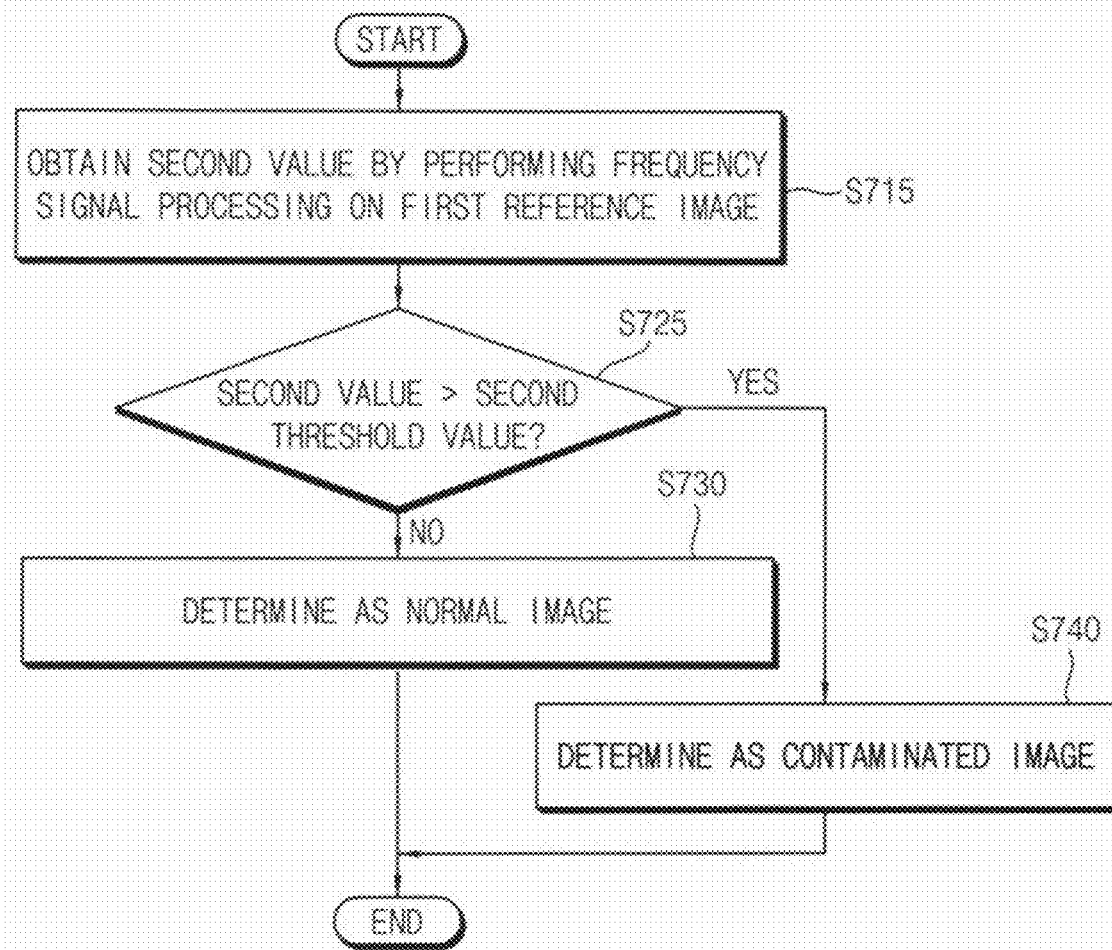 START
OBTAIN SECOND VALUE BY PERFORMING FREQUENCY
SIGNAL PROCESSING ON FIRST REFERENCE IMAGE
S715
S725
SECOND VALUE > SECOND
THRESHOLD VALUE?
YES
NO
S730
DETERMINE AS NORMAL IMAGE
S740
DETERMINE AS CONTAMINATED IMAGE
END